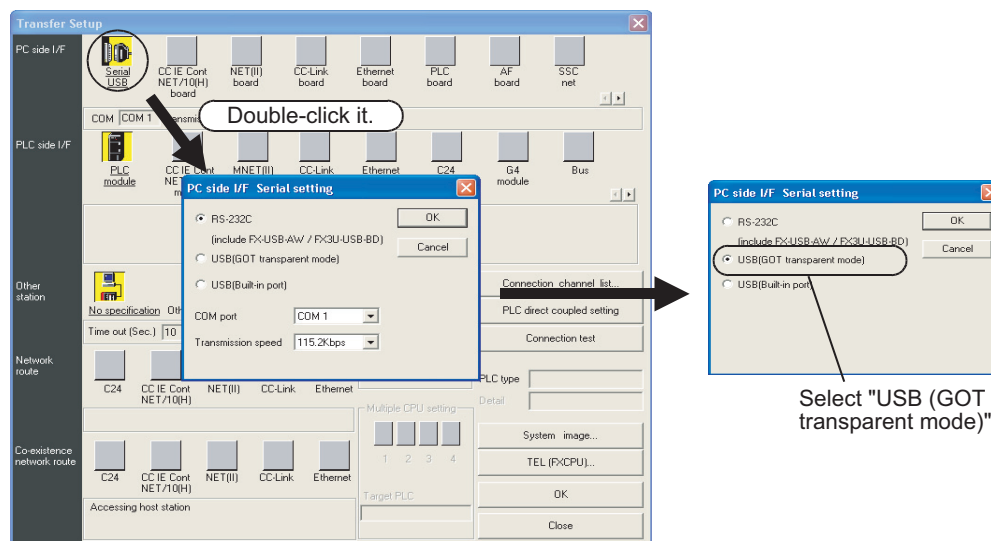 Transfer Setup
PC side I/F
Serial USB
CC IE Cont NET/10(H) board
NET(II) board
CC-Link board
Ethernet board
PLC board
AF board
SSC net
COM COM 1
Double-click it.
PLC side I/F
PLC module
CC IE Cont
MNET(II)
CC-Link
Ethernet
C24
G4 module
Bus
PC side I/F Serial setting
RS-232C
(include FX-USB-AW / FX3U-USB-BD)
USB(GOT transparent mode)
USB(Built-in port)
COM port COM 1
Transmission speed 115.2Kbps
OK
Cancel
Other station
No specification
Time out (Sec.) 10
Connection channel list...
PLC direct coupled setting
Connection test
PLC type
Detail
Network route
C24
CC IE Cont NET/10(H)
NET(II)
CC-Link
Ethernet
Multiple CPU setting
1 2 3 4
Target PLC
System image...
TEL (FXCPU)...
OK
Close
Co-existence network route
C24
CC IE Cont NET/10(H)
NET(II)
CC-Link
Ethernet
Accessing host station
PC side I/F Serial setting
RS-232C
(include FX-USB-AW / FX3U-USB-BD)
USB(GOT transparent mode)
USB(Built-in port)
OK
Cancel
Select "USB (GOT
transparent mode)"